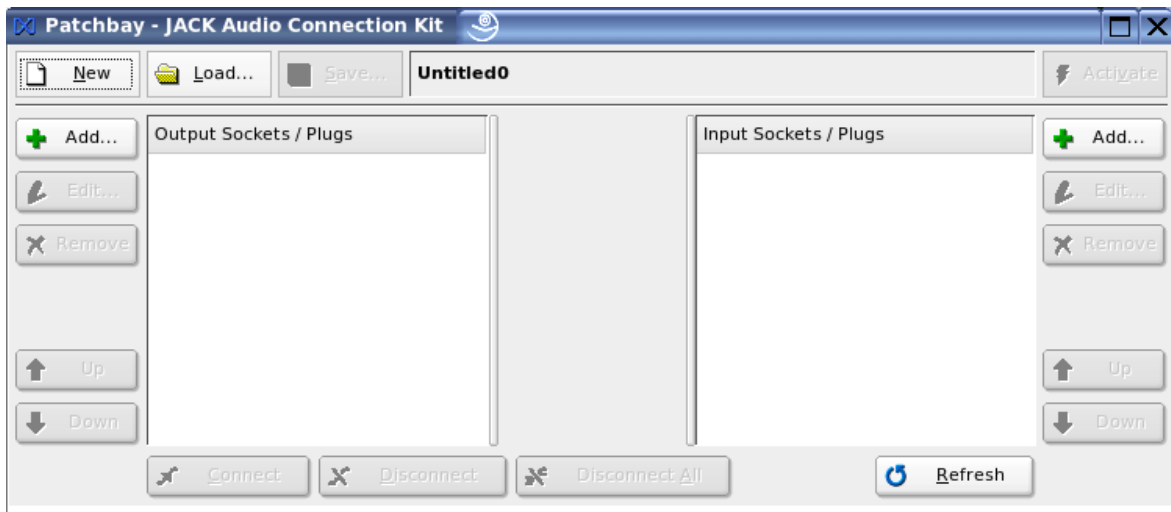 Patchbay - JACK Audio Connection Kit
New Load... Save... Untitled0 Activate
Add... Output Sockets / Plugs Input Sockets / Plugs Add...
Edit... Edit...
Remove Remove
Up Up
Down Down
Connect Disconnect Disconnect All Refresh